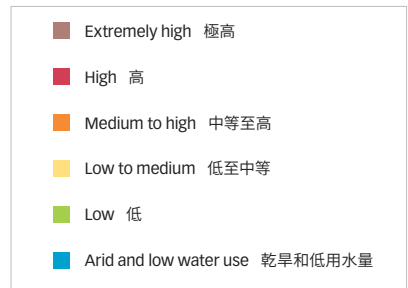 Extremely high 極高
High 高
Medium to high 中等至高
Low to medium 低至中等
Low 低
Arid and low water use 乾旱和低用水量